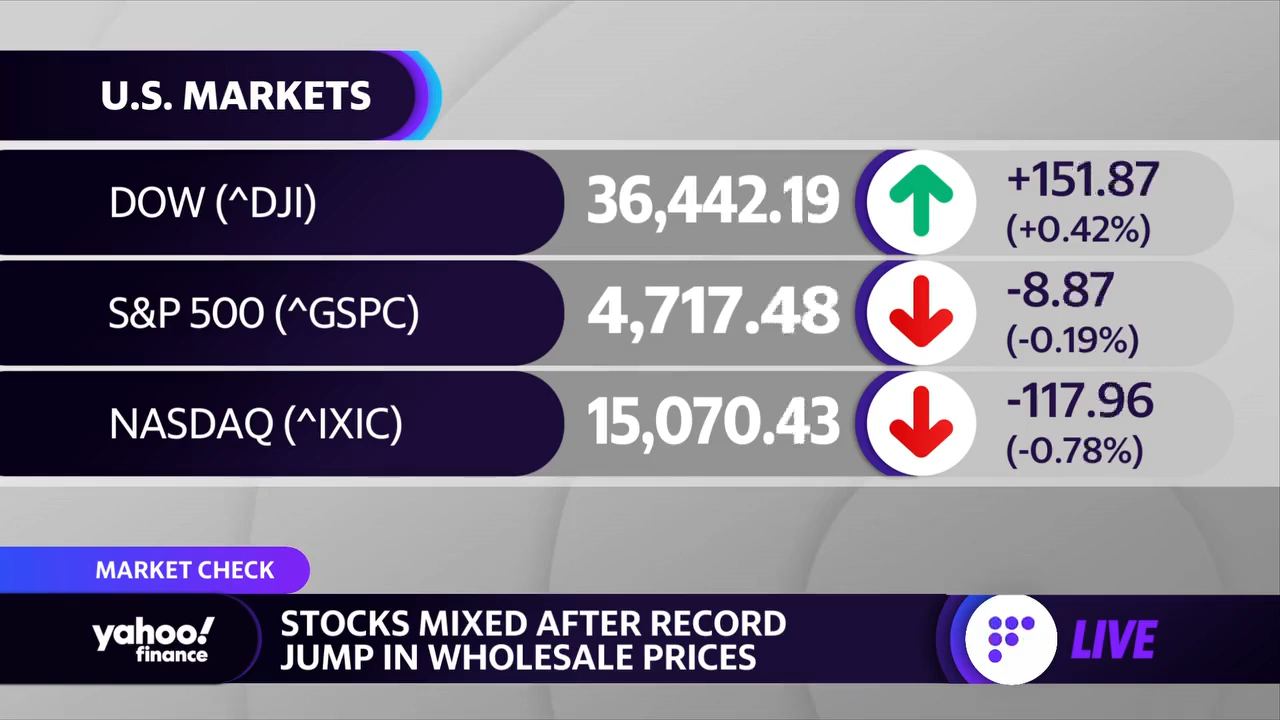 U.S. MARKETS
DOW (^DJI) 36,442.19 +151.87
(+0.42%)
S&P 500 (^GSPC) 4,717.48 -8.87
(-0.19%)
NASDAQ (^IXIC) 15,070.43 -117.96
(-0.78%)
MARKET CHECK
yahoo!
finance
STOCKS MIXED AFTER RECORD
JUMP IN WHOLESALE PRICES
LIVE